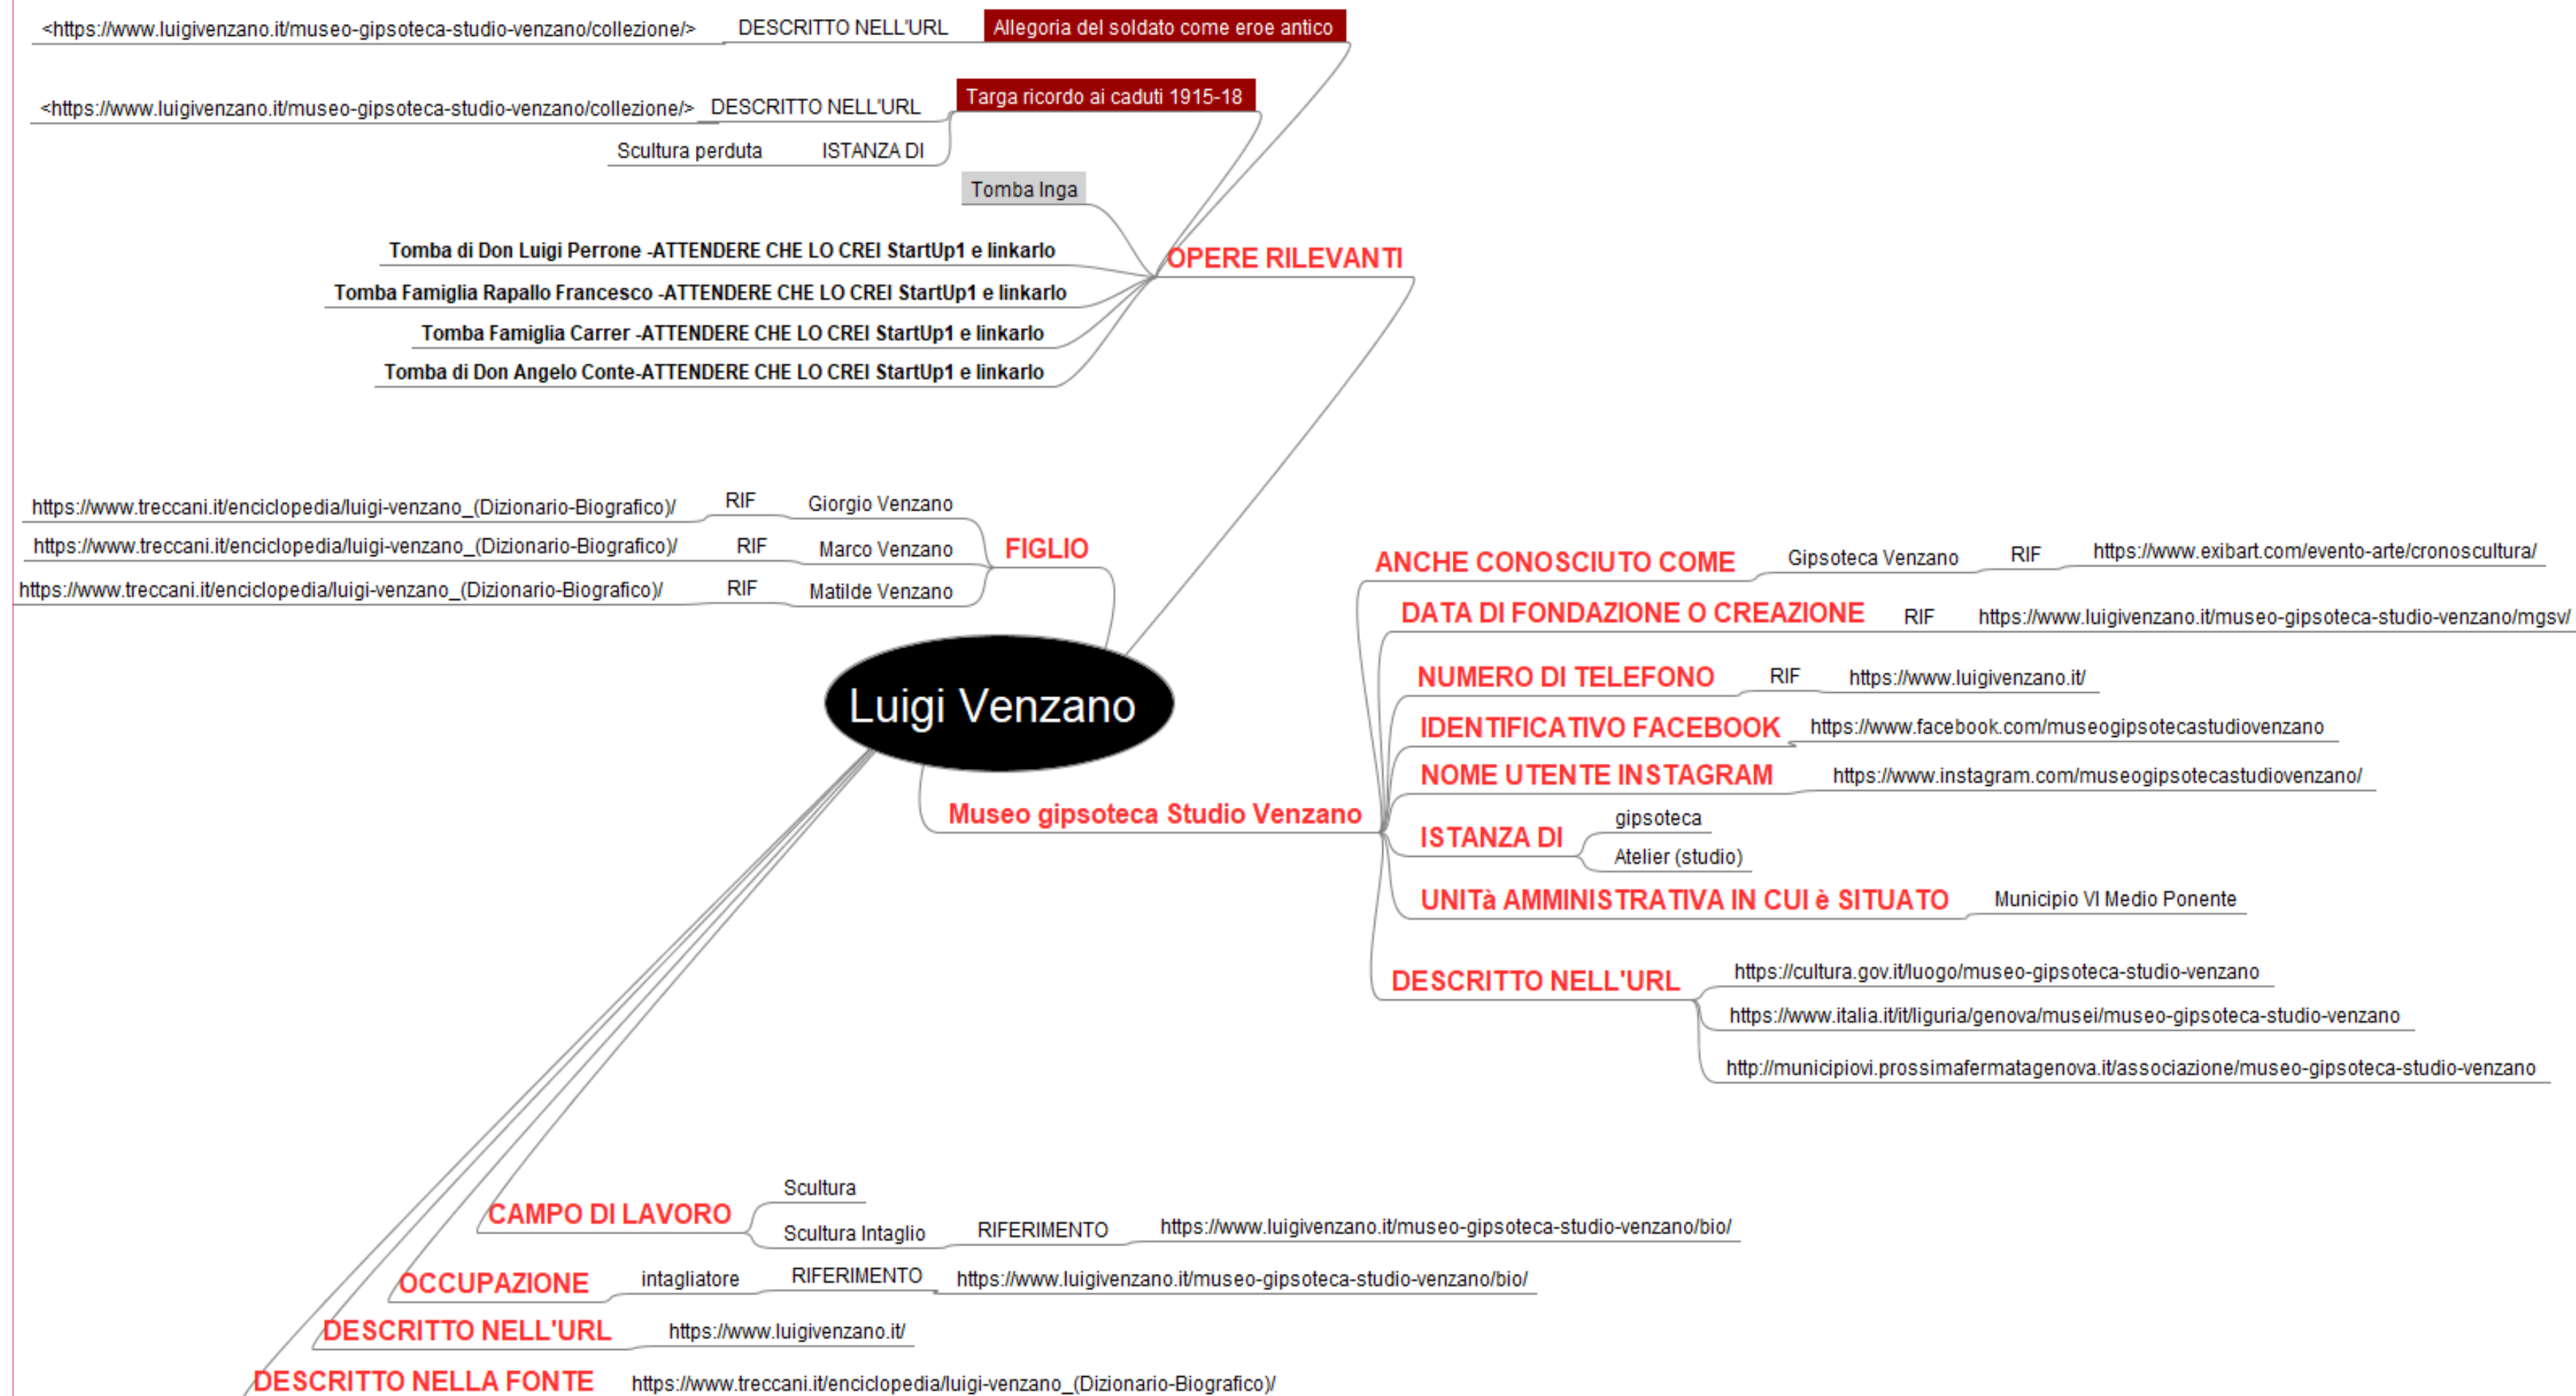 <https://www.luigivenzano.it/museo-gipsoteca-studio-venzano/collezione/> DESCRITTO NELL'URL Allegoria del soldato come eroe antico
<https://www.luigivenzano.it/museo-gipsoteca-studio-venzano/collezione/> DESCRITTO NELL'URL Targa ricordo ai caduti 1915-18
Scultura perduta ISTANZA DI
Tomba Inga
Tomba di Don Luigi Perrone -ATTENDERE CHE LO CREI StartUp1 e linkarlo
OPERE RILEVANTI
Tomba Famiglia Rapallo Francesco -ATTENDERE CHE LO CREI StartUp1 e linkarlo
Tomba Famiglia Carrer -ATTENDERE CHE LO CREI StartUp1 e linkarlo
Tomba di Don Angelo Conte-ATTENDERE CHE LO CREI StartUp1 e linkarlo
https://www.treccani.it/enciclopedia/luigi-venzano_(Dizionario-Biografico)/ RIF Giorgio Venzano
https://www.treccani.it/enciclopedia/luigi-venzano_(Dizionario-Biografico)/ RIF Marco Venzano
FIGLIO
https://www.treccani.it/enciclopedia/luigi-venzano_(Dizionario-Biografico)/ RIF Matilde Venzano
Luigi Venzano
Museo gipsoteca Studio Venzano
ANCHE CONOSCIUTO COME Gipsoteca Venzano RIF https://www.exibart.com/evento-arte/cronoscultura/
DATA DI FONDAZIONE O CREAZIONE RIF https://www.luigivenzano.it/museo-gipsoteca-studio-venzano/mgsv/
NUMERO DI TELEFONO RIF https://www.luigivenzano.it/
IDENTIFICATIVO FACEBOOK https://www.facebook.com/museogipsotecastudiovenzano
NOME UTENTE INSTAGRAM https://www.instagram.com/museogipsotecastudiovenzano/
ISTANZA DI
gipsoteca
Atelier (studio)
UNITà AMMINISTRATIVA IN CUI è SITUATO Municipio VI Medio Ponente
DESCRITTO NELL'URL
https://cultura.gov.it/luogo/museo-gipsoteca-studio-venzano
https://www.italia.it/it/liguria/genova/musei/museo-gipsoteca-studio-venzano
http://municipiovi.prossimafermatagenova.it/associazione/museo-gipsoteca-studio-venzano
CAMPO DI LAVORO
Scultura
Scultura Intaglio RIFERIMENTO https://www.luigivenzano.it/museo-gipsoteca-studio-venzano/bio/
OCCUPAZIONE intagliatore RIFERIMENTO https://www.luigivenzano.it/museo-gipsoteca-studio-venzano/bio/
DESCRITTO NELL'URL https://www.luigivenzano.it/
DESCRITTO NELLA FONTE https://www.treccani.it/enciclopedia/luigi-venzano_(Dizionario-Biografico)/